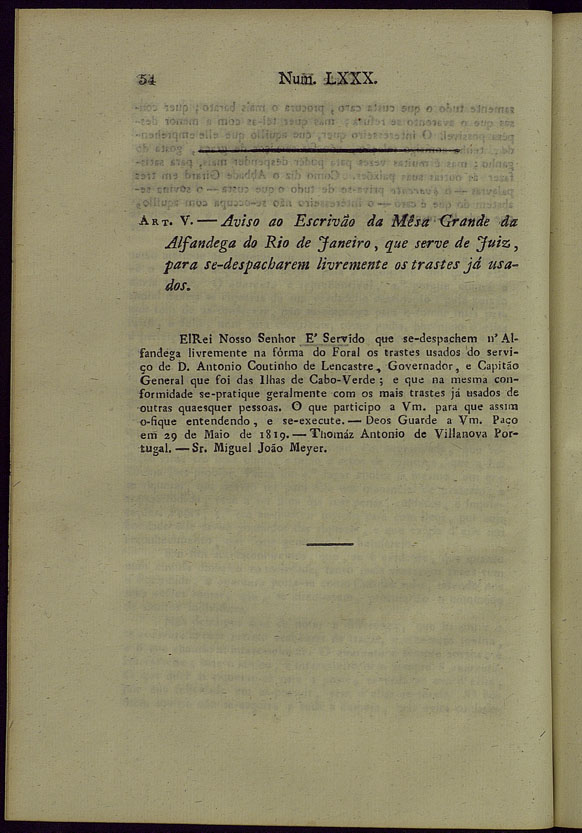 54 Num. LXXX.
ART. V. — Aviso ao Escrivão da Mêsa Grande da
Alfandega do Rio de Janeiro, que serve de Juiz,
para se-despacharem livremente os trastes já usa-
dos.
ElRei Nosso Senhor E' Servido que se-despachem n' Al-
fandega livremente na fórma do Foral os trastes usados do servi-
ço de D. Antonio Coutinho de Lencastre, Governador, e Capitão
General que foi das Ilhas de Cabo-Verde; e que na mesma con-
formidade se-pratique geralmente com os mais trastes já usados de
outras quaesquer pessoas. O que participo a Vm. para que assim
o-fique entendendo, e se-execute. — Deos Guarde a Vm. Paço
em 29 de Maio de 1819. — Thomáz Antonio de Villanova Por-
tugal. — Sr. Miguel João Meyer.